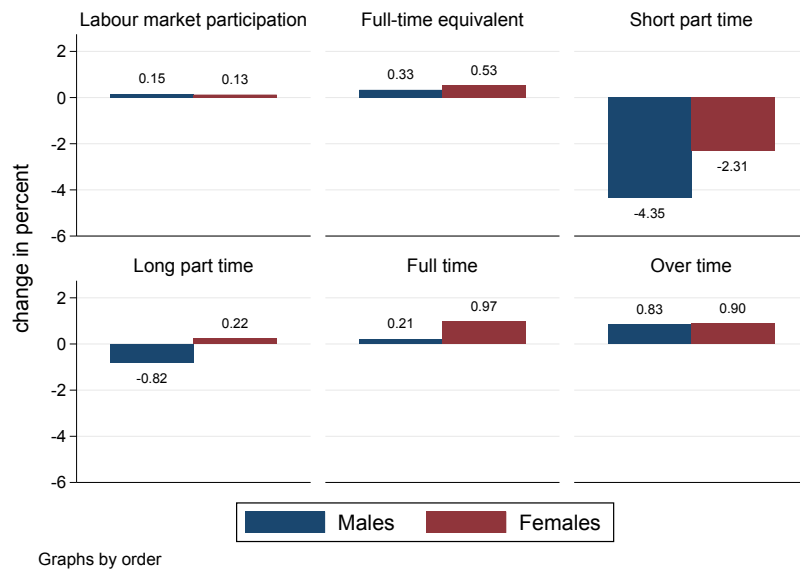 Labour market participation Full-time equivalent Short part time
2 0 -2 -4 -6
0.15 0.13 0.33 0.53 -4.35 -2.31
change in percent
Long part time Full time Over time
2 0 -2 -4 -6
-0.82 0.22 0.21 0.97 0.83 0.90
Males Females
Graphs by order